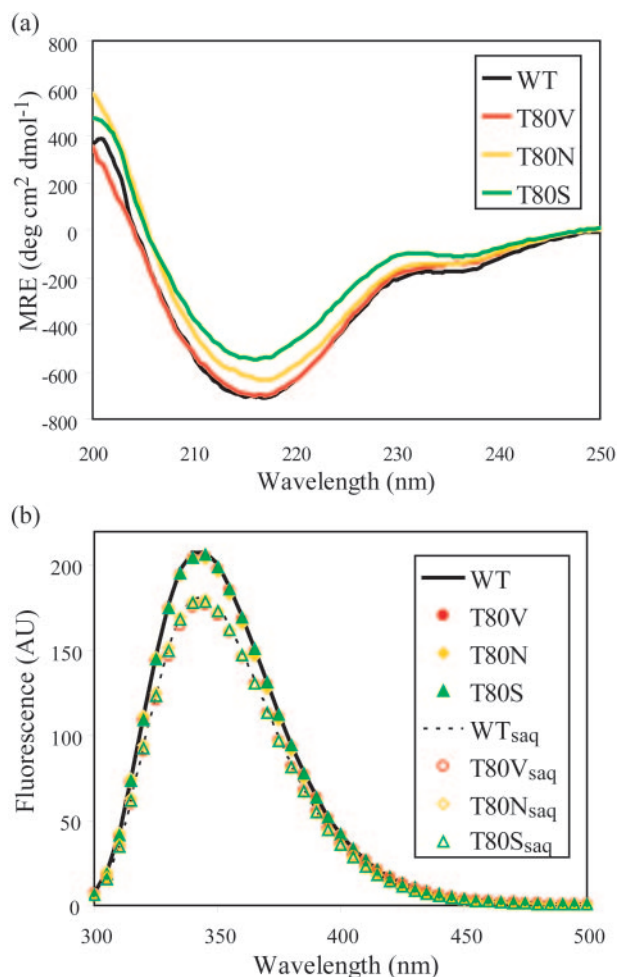 (a)
800
600
400
200
0
-200
-400
-600
-800
MRE (deg cm² dmol⁻¹)
WT
T80V
T80N
T80S
200
210
220
230
240
250
Wavelength (nm)
(b)
200
150
100
50
0
Fluorescence (AU)
WT
T80V
T80N
T80S
WTsaq
T80Vsaq
T80Nsaq
T80Ssaq
300
350
400
450
500
Wavelength (nm)